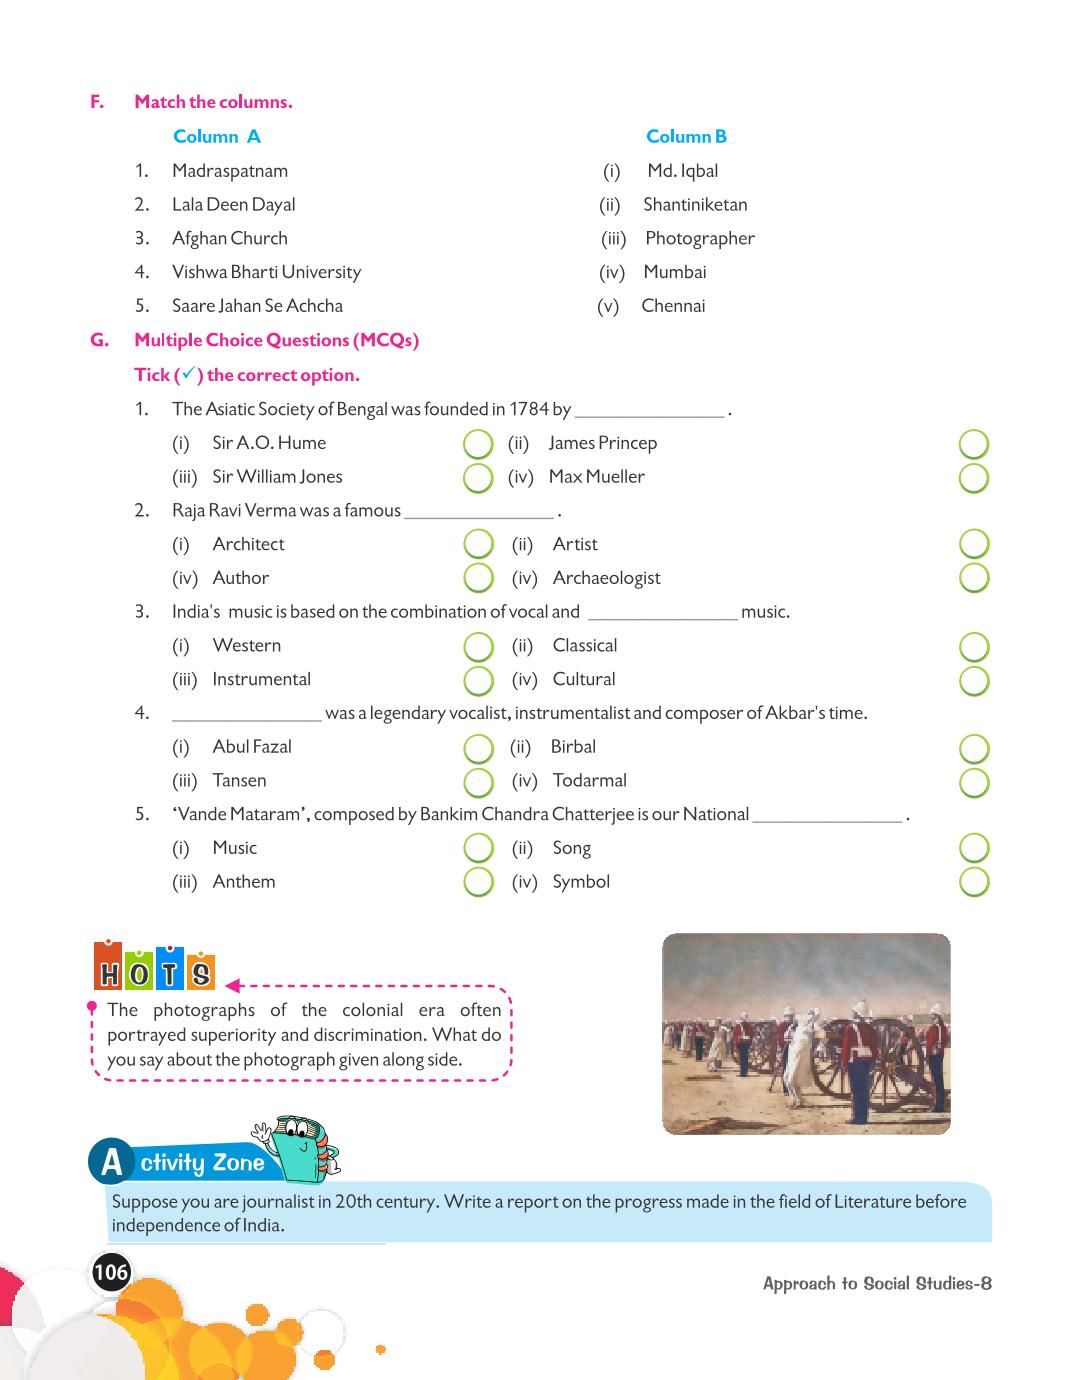 F. Match the columns.
Column A Column B
1. Madraspatnam (i) Md. Iqbal
2. Lala Deen Dayal (ii) Shantiniketan
3. Afghan Church (iii) Photographer
4. Vishwa Bharti University (iv) Mumbai
5. Saare Jahan Se Achcha (v) Chennai
G. Multiple Choice Questions (MCQs)
Tick (✓) the correct option.
1. The Asiatic Society of Bengal was founded in 1784 by _______________ .
(i) Sir A.O. Hume (ii) James Princep
(iii) Sir William Jones (iv) Max Mueller
2. Raja Ravi Verma was a famous _______________ .
(i) Architect (ii) Artist
(iv) Author (iv) Archaeologist
3. India's music is based on the combination of vocal and _______________ music.
(i) Western (ii) Classical
(iii) Instrumental (iv) Cultural
4. _______________ was a legendary vocalist, instrumentalist and composer of Akbar's time.
(i) Abul Fazal (ii) Birbal
(iii) Tansen (iv) Todarmal
5. ‘Vande Mataram’, composed by Bankim Chandra Chatterjee is our National _______________ .
(i) Music (ii) Song
(iii) Anthem (iv) Symbol
HOTS
The photographs of the colonial era often
portrayed superiority and discrimination. What do
you say about the photograph given along side.
Activity Zone
Suppose you are journalist in 20th century. Write a report on the progress made in the field of Literature before
independence of India.
106
Approach to Social Studies-8